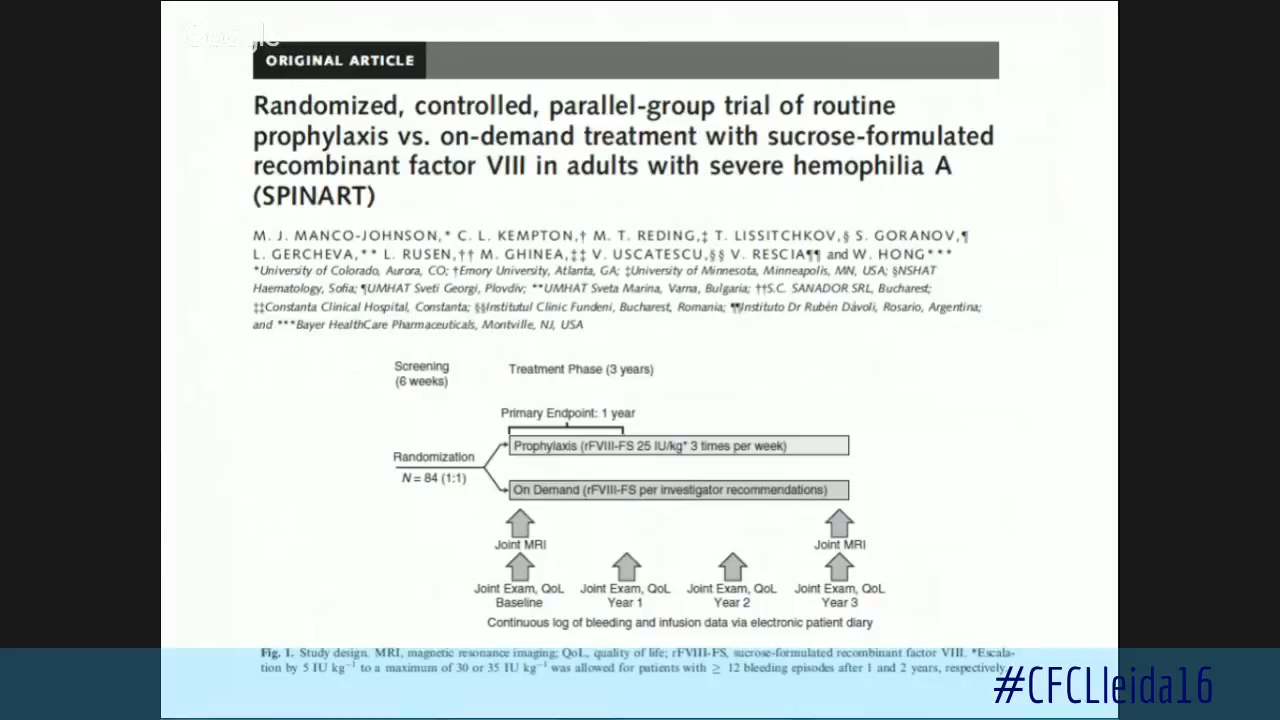 Google
ORIGINAL ARTICLE
Randomized, controlled, parallel-group trial of routine
prophylaxis vs. on-demand treatment with sucrose-formulated
recombinant factor VIII in adults with severe hemophilia A
(SPINART)
M. J. MANCO-JOHNSON,* C. L. KEMPTON,† M. T. REDING,‡ T. LISSITCHKOV,§ S. GORANOV,¶
L. GERCHEVA,** L. RUSEN,†† M. GHINEA,‡‡ V. USCATESCU,§§ V. RESCIA¶¶ and W. HONG***
*University of Colorado, Aurora, CO; †Emory University, Atlanta, GA; ‡University of Minnesota, Minneapolis, MN, USA; §NSHAT
Haematology, Sofia; ¶UMHAT Sveti Georgi, Plovdiv; **UMHAT Sveta Marina, Varna, Bulgaria; ††S.C. SANADOR SRL, Bucharest;
‡‡Constanta Clinical Hospital, Constanta; §§Institutul Clinic Fundeni, Bucharest, Romania; ¶¶Instituto Dr Rubén Dávoli, Rosario, Argentina;
and ***Bayer HealthCare Pharmaceuticals, Montville, NJ, USA
Screening
(6 weeks)
Treatment Phase (3 years)
Primary Endpoint: 1 year
Prophylaxis (rFVIII-FS 25 IU/kg* 3 times per week)
Randomization
N = 84 (1:1)
On Demand (rFVIII-FS per investigator recommendations)
Joint MRI
Joint MRI
Joint Exam, QoL
Baseline
Joint Exam, QoL
Year 1
Joint Exam, QoL
Year 2
Joint Exam, QoL
Year 3
Continuous log of bleeding and infusion data via electronic patient diary
Fig. 1. Study design. MRI, magnetic resonance imaging; QoL, quality of life; rFVIII-FS, sucrose-formulated recombinant factor VIII. *Escala-
tion by 5 IU kg⁻¹ to a maximum of 30 or 35 IU kg⁻¹ was allowed for patients with ≥ 12 bleeding episodes after 1 and 2 years, respectively.
#CFCLleida16